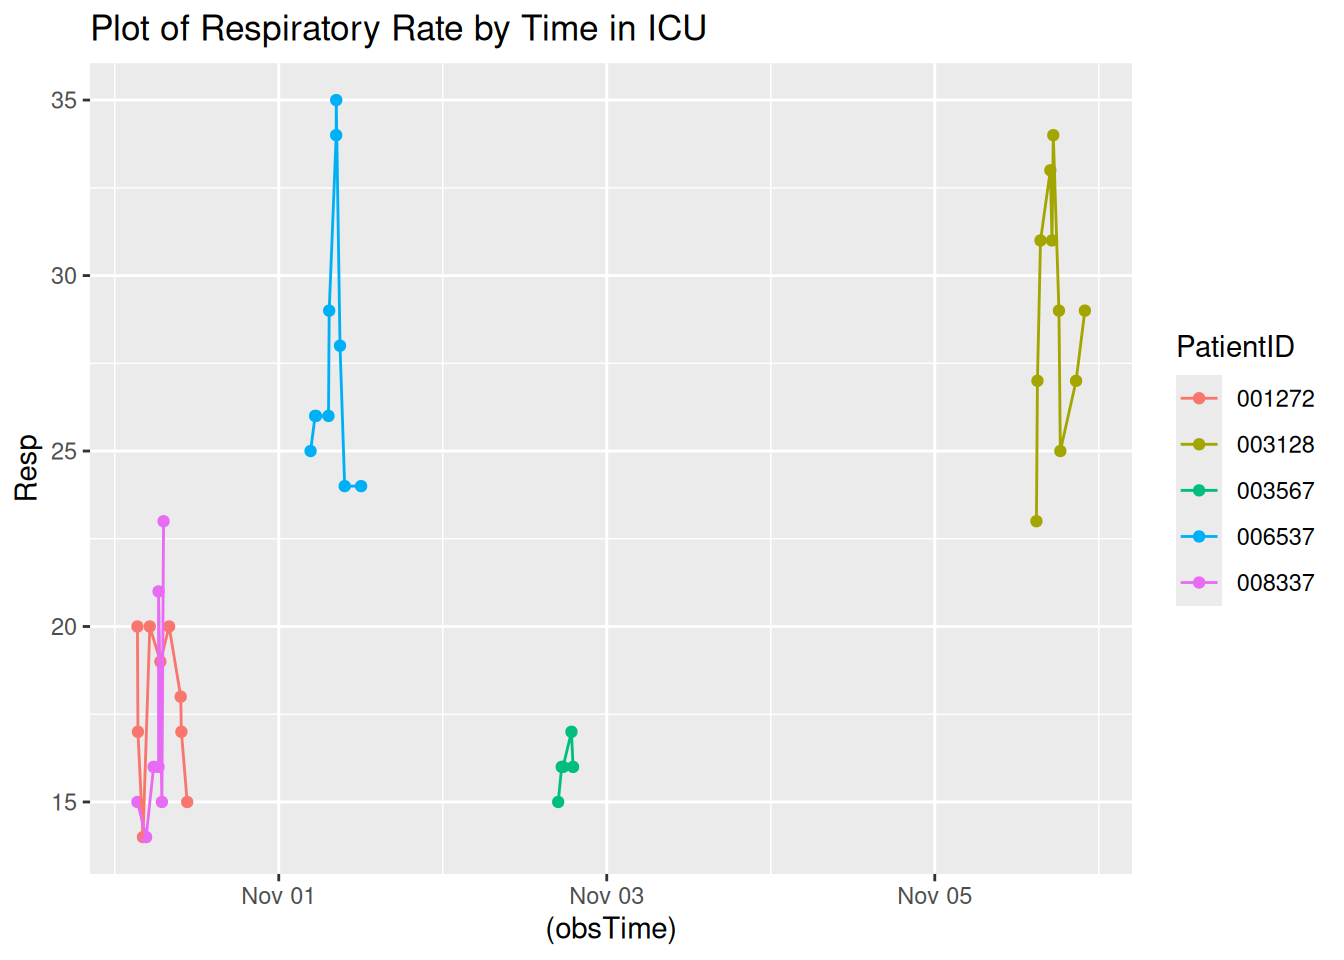 Plot of Respiratory Rate by Time in ICU
35
30
25
20
15
Resp
Nov 01
Nov 03
Nov 05
(obsTime)
PatientID
001272
003128
003567
006537
008337